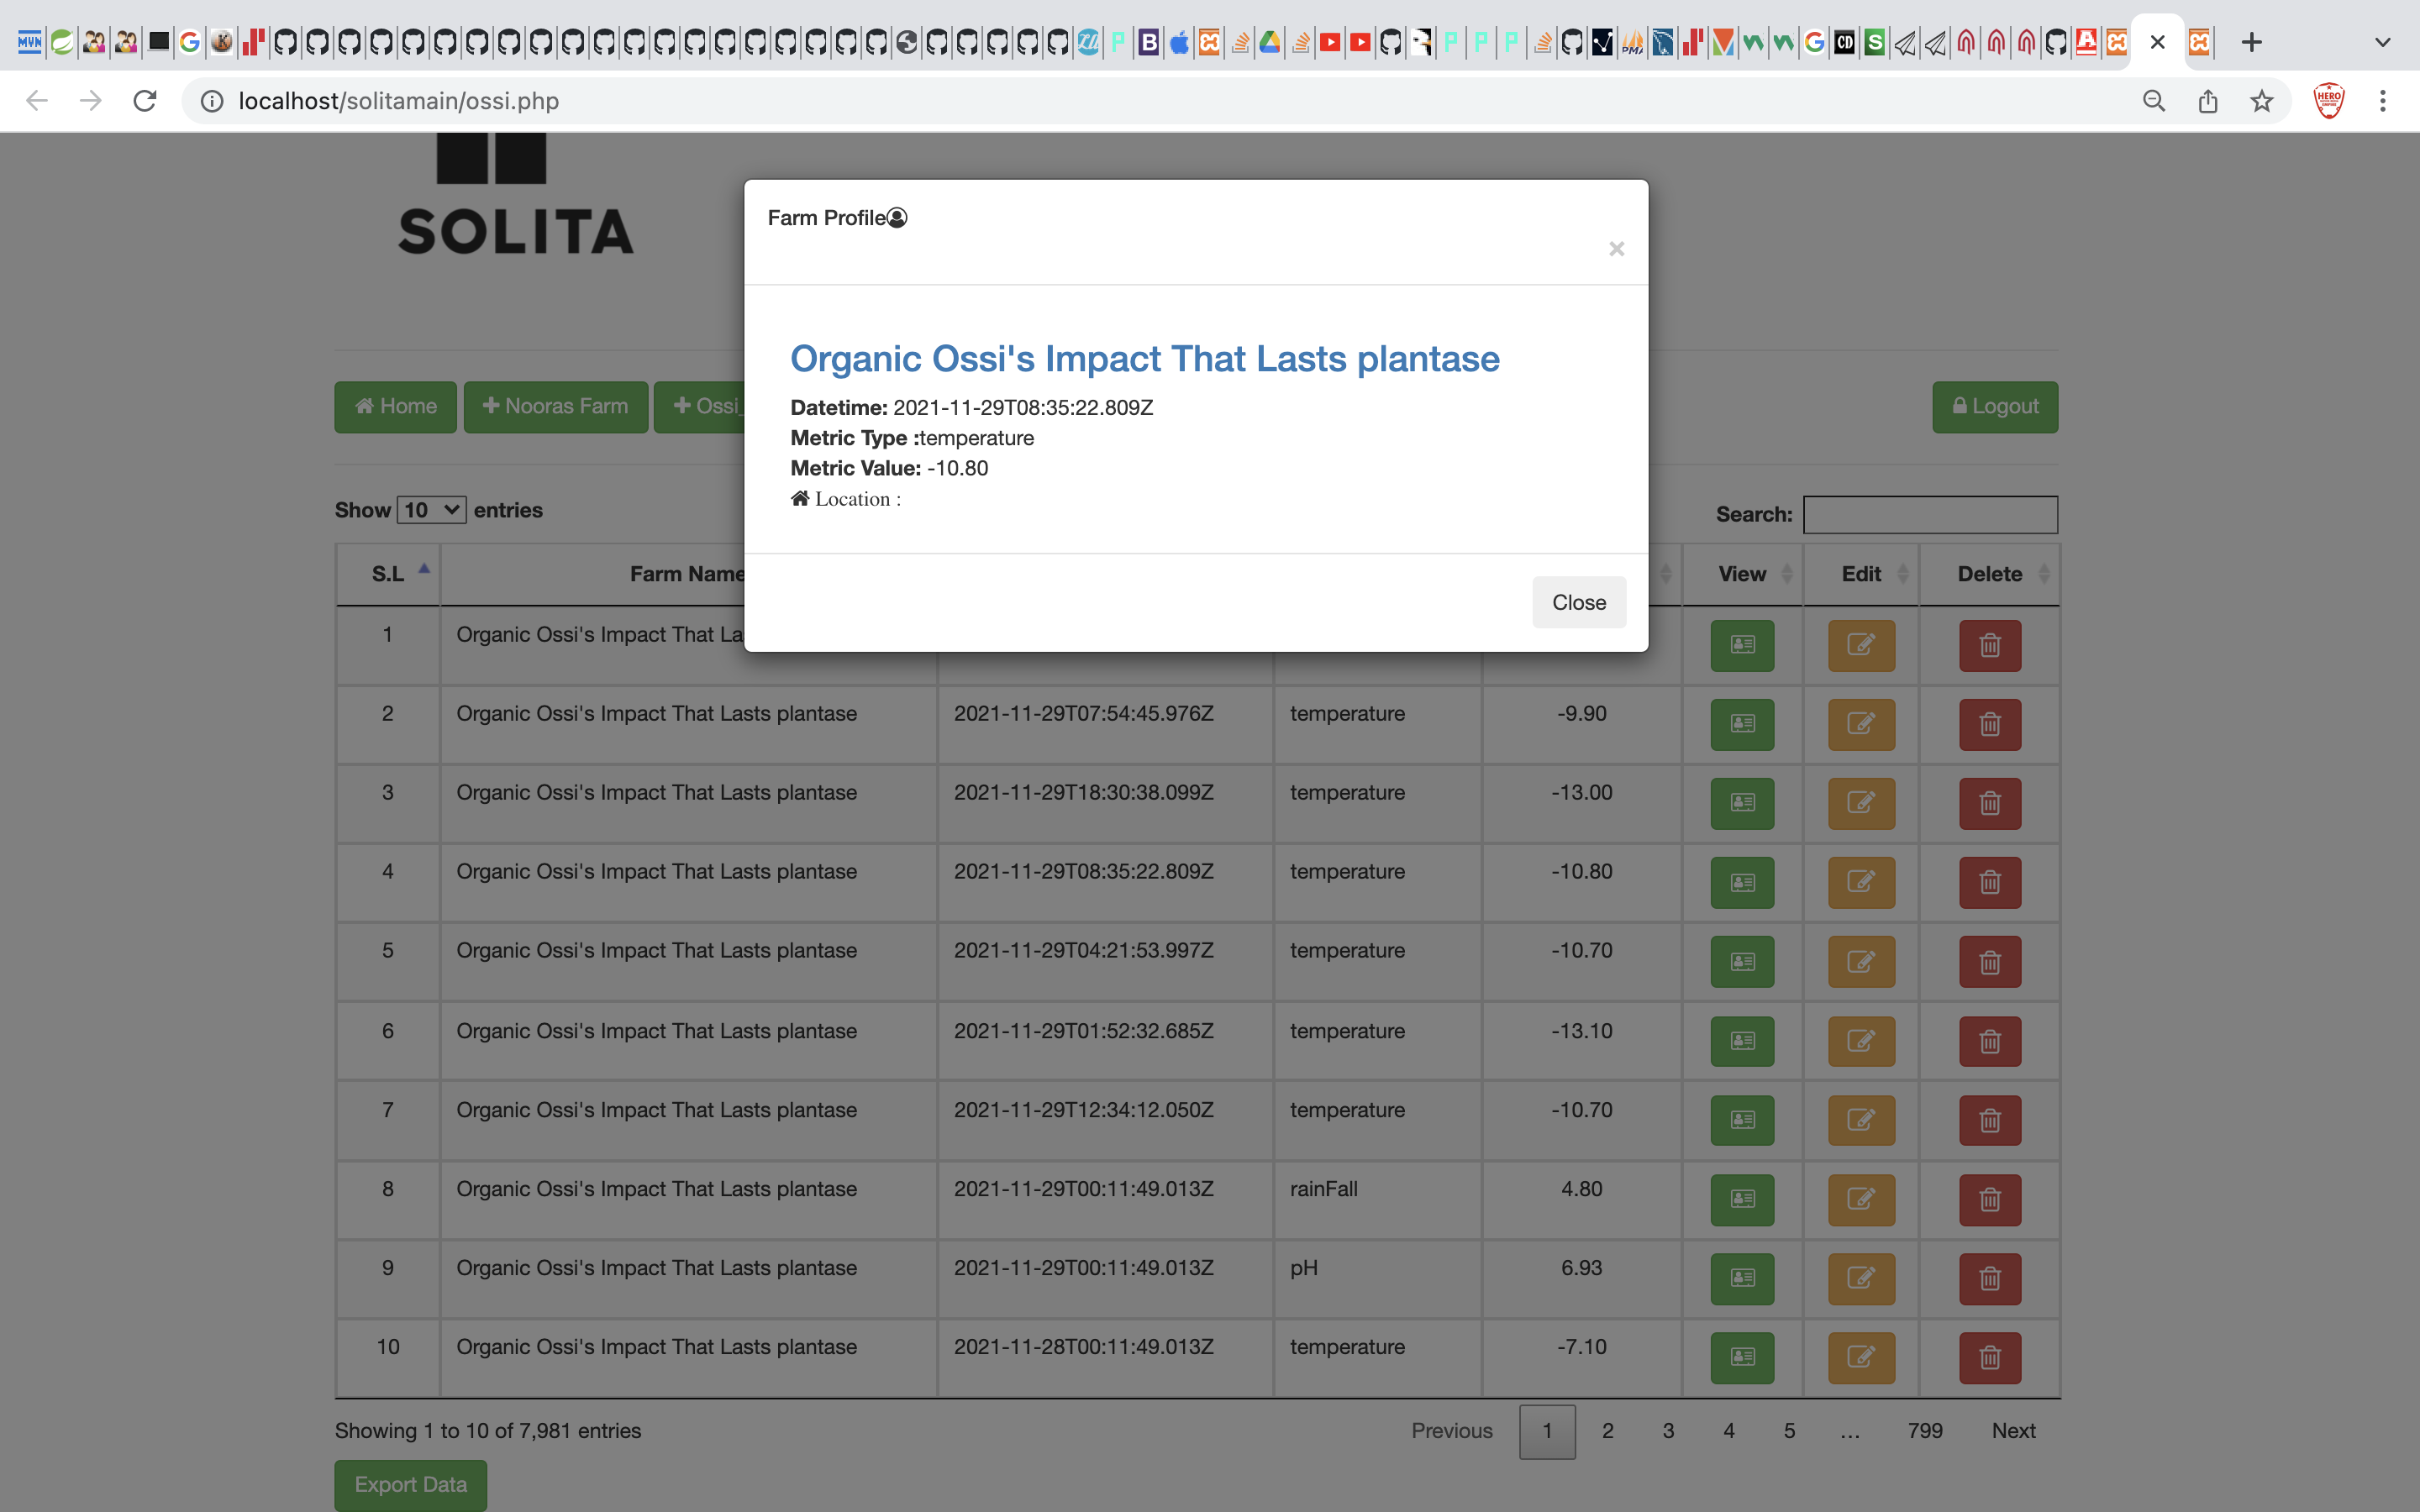 localhost/solitamain/ossi.php
SOLITA
Farm Profile
×
Organic Ossi's Impact That Lasts plantase
Datetime: 2021-11-29T08:35:22.809Z
Metric Type :temperature
Metric Value: -10.80
Location :
Close
Home
Nooras Farm
Ossi_
Logout
Show 10 entries
Search:
S.L Farm Name View Edit Delete
1 Organic Ossi's Impact That La
2 Organic Ossi's Impact That Lasts plantase 2021-11-29T07:54:45.976Z temperature -9.90
3 Organic Ossi's Impact That Lasts plantase 2021-11-29T18:30:38.099Z temperature -13.00
4 Organic Ossi's Impact That Lasts plantase 2021-11-29T08:35:22.809Z temperature -10.80
5 Organic Ossi's Impact That Lasts plantase 2021-11-29T04:21:53.997Z temperature -10.70
6 Organic Ossi's Impact That Lasts plantase 2021-11-29T01:52:32.685Z temperature -13.10
7 Organic Ossi's Impact That Lasts plantase 2021-11-29T12:34:12.050Z temperature -10.70
8 Organic Ossi's Impact That Lasts plantase 2021-11-29T00:11:49.013Z rainFall 4.80
9 Organic Ossi's Impact That Lasts plantase 2021-11-29T00:11:49.013Z pH 6.93
10 Organic Ossi's Impact That Lasts plantase 2021-11-28T00:11:49.013Z temperature -7.10
Showing 1 to 10 of 7,981 entries
Previous 1 2 3 4 5 … 799 Next
Export Data